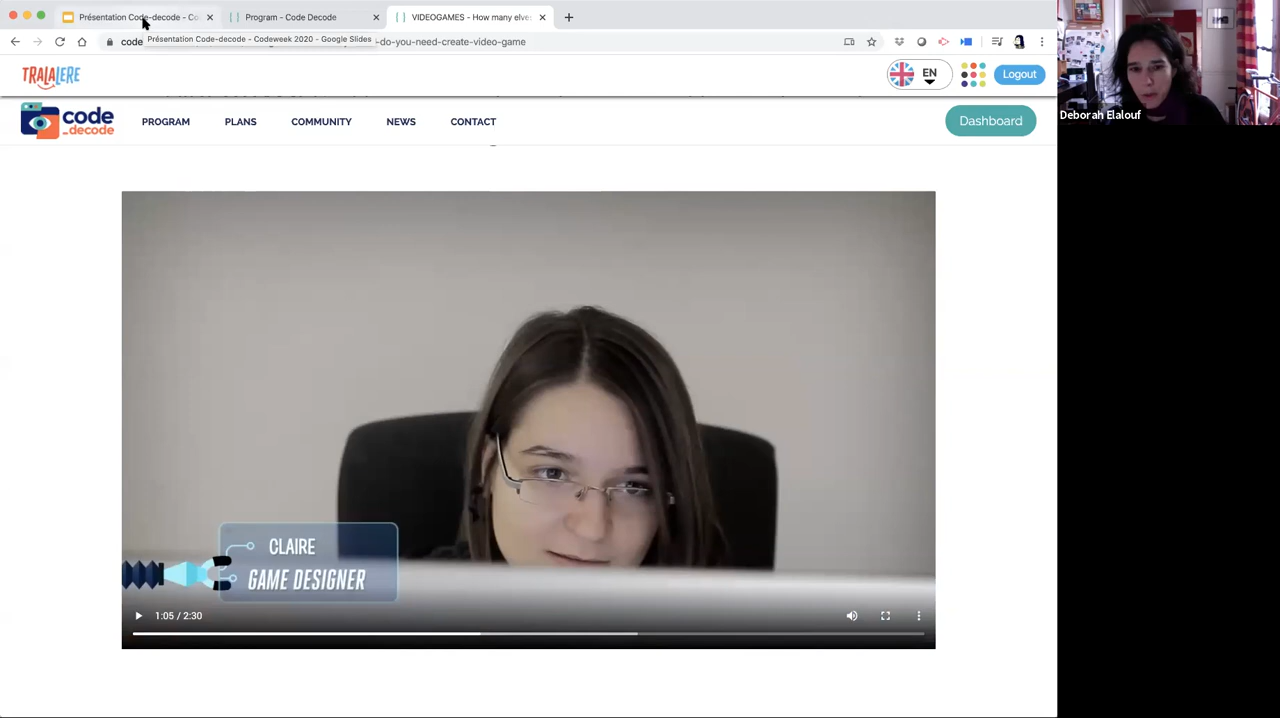 Présentation Code-decode - Co
Program - Code Decode
VIDEOGAMES - How many elve
code
Présentation Code-decode - Codeweek 2020 - Google Slides
-do-you-need-create-video-game
TRALALERE
EN
Logout
code
_decode
PROGRAM
PLANS
COMMUNITY
NEWS
CONTACT
Dashboard
Deborah Elalouf
CLAIRE
GAME DESIGNER
1:05 / 2:30